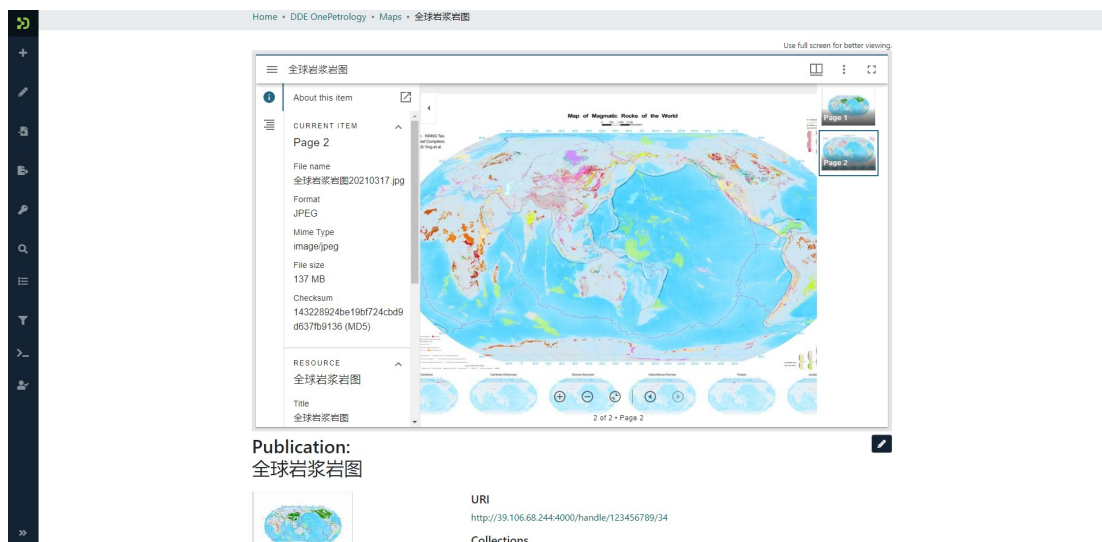 Home • DDE OnePetrology • Maps • 全球岩浆岩图
Use full screen for better viewing.
全球岩浆岩图
About this item
CURRENT ITEM
Page 2
File name
全球岩浆岩图20210317.jpg
Format
JPEG
Mime Type
image/jpeg
File size
137 MB
Checksum
143228924be19bf724cbd9
d637fb9136 (MD5)
RESOURCE
全球岩浆岩图
Title
全球岩浆岩图
Map of Magmatic Rocks of the World
WANG Tao
2 of 2 • Page 2
Page 1
Page 2
Publication:
全球岩浆岩图
URI
http://39.106.68.244:4000/handle/123456789/34
Collections